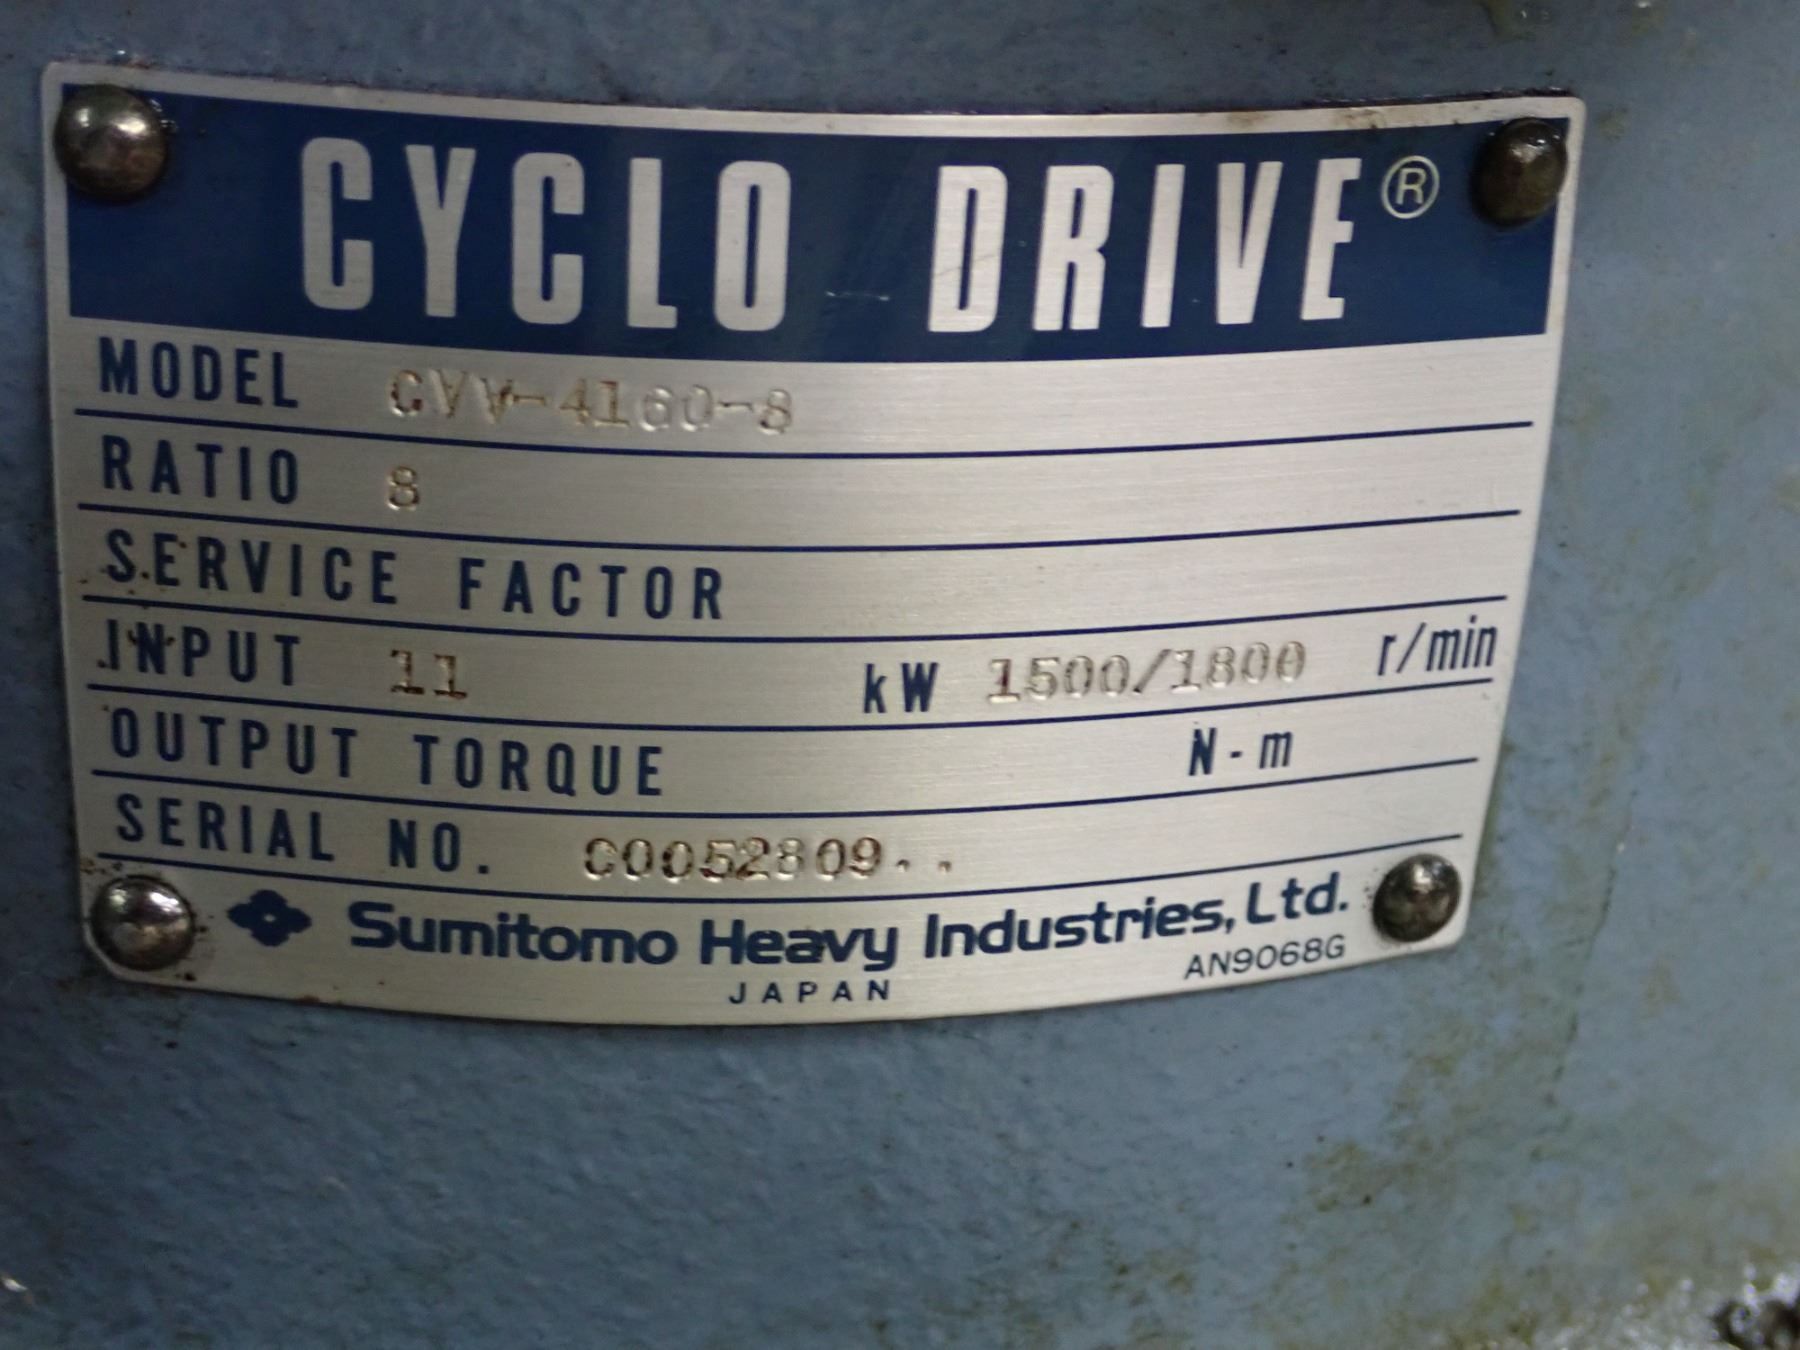 CYCLO DRIVE®
MODEL CVV-4160-8
RATIO 8
SERVICE FACTOR
INPUT 11 kW 1500/1800 r/min
OUTPUT TORQUE N-m
SERIAL NO. C0052809..
Sumitomo Heavy Industries, Ltd.
JAPAN AN9068G